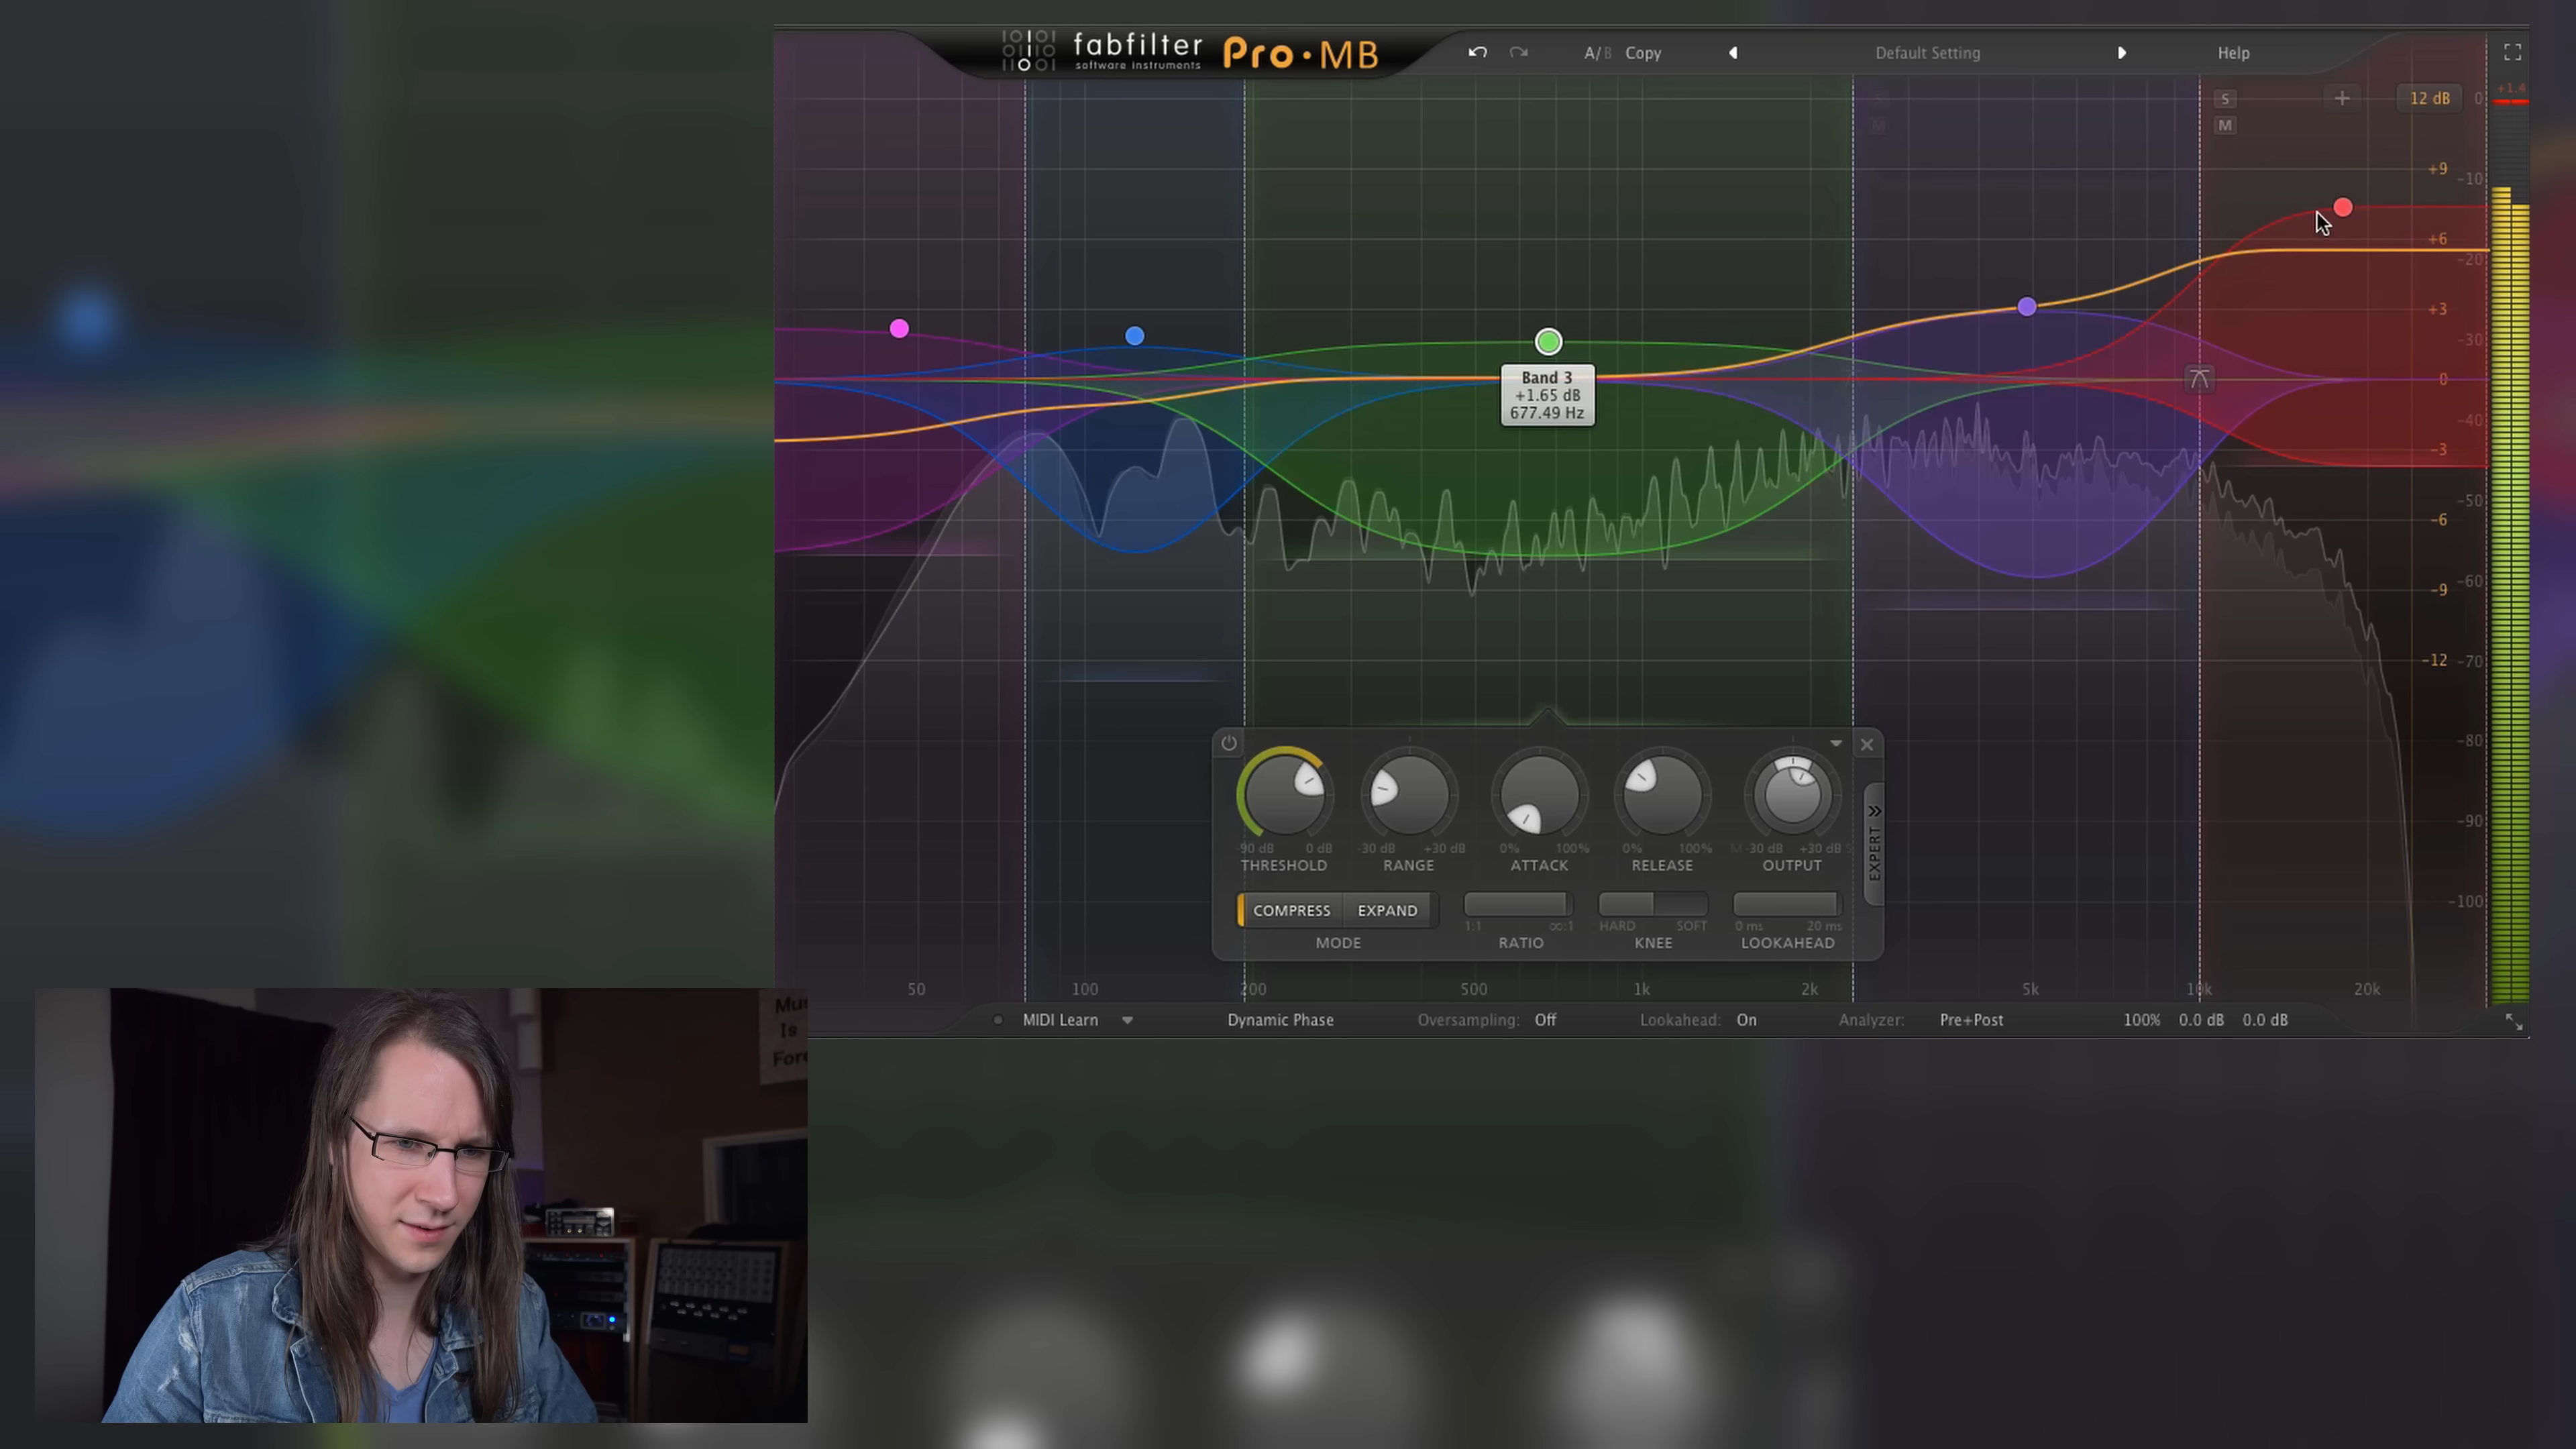 fabfilter
software instruments
Pro·MB
A/B Copy
Default Setting
Help
S
M
12 dB
0
+1.4
+9
-10
+6
-20
+3
-30
0
-40
-3
-50
-6
-60
-9
-12
-70
-80
-90
-100
Band 3
+1.65 dB
677.49 Hz
-90 dB 0 dB
THRESHOLD
-30 dB +30 dB
RANGE
0% 100%
ATTACK
0% 100%
RELEASE
M -30 dB +30 dB S
OUTPUT
EXPERT
COMPRESS EXPAND
MODE
1:1 ∞:1
RATIO
HARD SOFT
KNEE
0 ms 20 ms
LOOKAHEAD
50 100 200 500 1k 2k 5k 10k 20k
MIDI Learn
Dynamic Phase
Oversampling: Off
Lookahead: On
Analyzer: Pre+Post
100% 0.0 dB 0.0 dB
Is